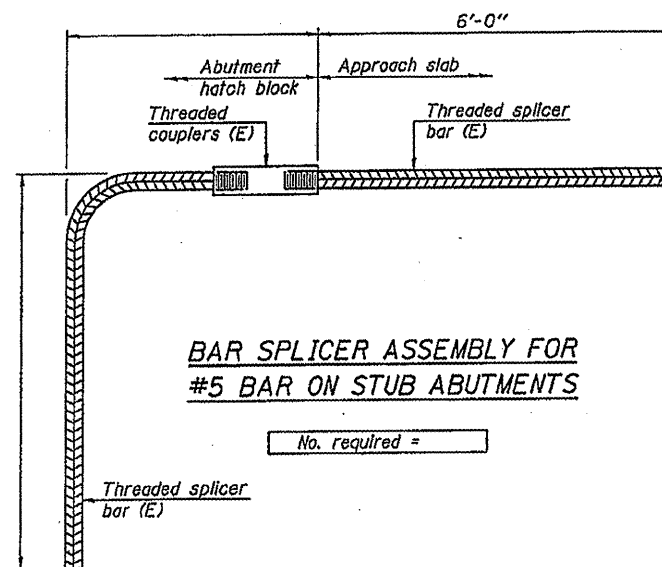 6'-0"
Abutment
hatch block
Approach slab
Threaded
couplers (E)
Threaded splicer
bar (E)
BAR SPLICER ASSEMBLY FOR
#5 BAR ON STUB ABUTMENTS
No. required =
Threaded splicer
bar (E)